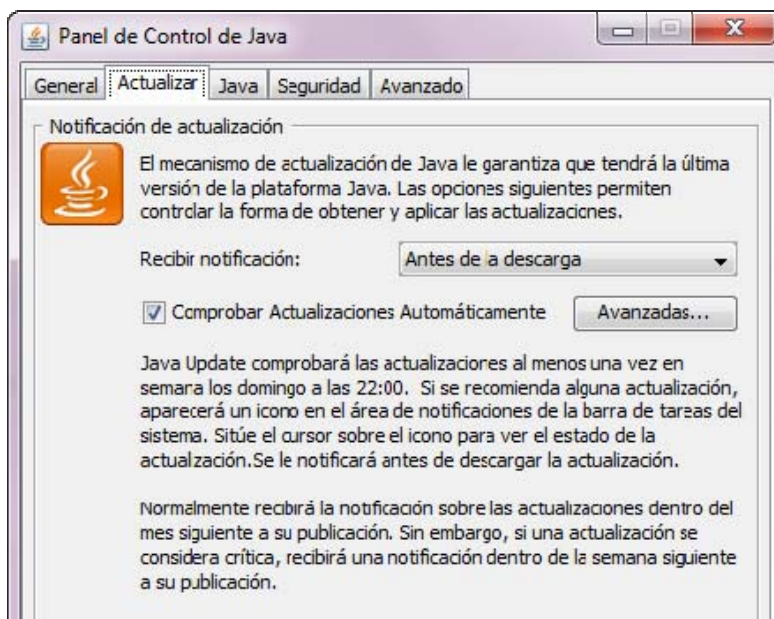 Panel de Control de Java
General Actualizar Java Seguridad Avanzado
Notificación de actualización
El mecanismo de actualización de Java le garantiza que tendrá la última
versión de la plataforma Java. Las opciones siguientes permiten
controlar la forma de obtener y aplicar las actualizaciones.
Recibir notificación: Antes de la descarga
Comprobar Actualizaciones Automáticamente Avanzadas...
Java Update comprobará las actualizaciones al menos una vez en
semana los domingo a las 22:00. Si se recomienda alguna actualización,
aparecerá un icono en el área de notificaciones de la barra de tareas del
sistema. Sitúe el cursor sobre el icono para ver el estado de la
actualzación.Se le notificará antes de descargar la actualización.
Normalmente recibirá la notificación sobre las actualizaciones dentro del
mes siguiente a su publicación. Sin embargo, si una actualización se
considera crítica, recibirá una notificación dentro de la semana siguiente
a su publicación.